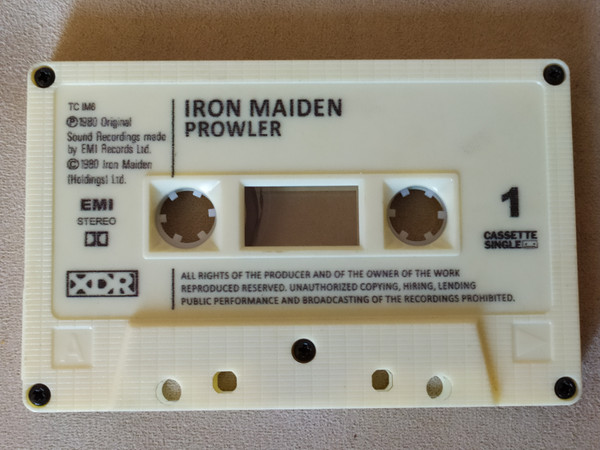 TC IM6
Ⓟ1980 Original
Sound Recordings made
by EMI Records Ltd.
©1980 Iron Maiden
(Holdings) Ltd.
EMI
STEREO
XDR
IRON MAIDEN
PROWLER
1
CASSETTE
SINGLE
ALL RIGHTS OF THE PRODUCER AND OF THE OWNER OF THE WORK
REPRODUCED RESERVED. UNAUTHORIZED COPYING, HIRING, LENDING
PUBLIC PERFORMANCE AND BROADCASTING OF THE RECORDINGS PROHIBITED.
A